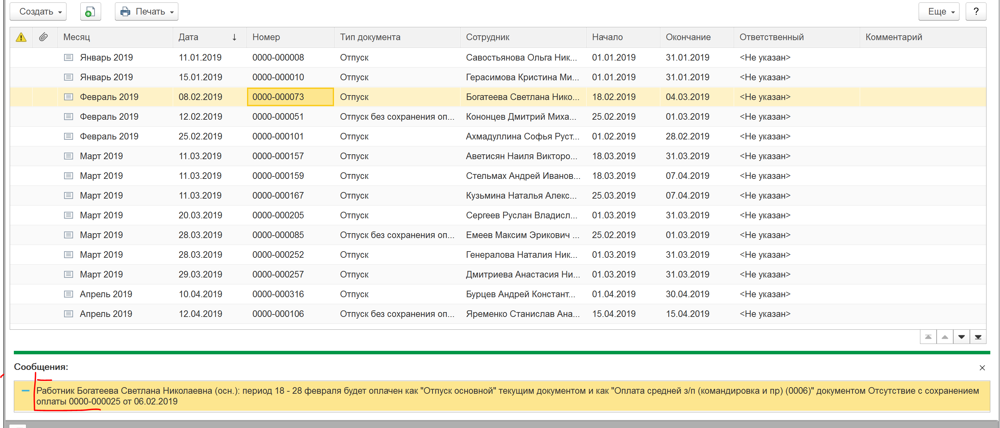 Создать Печать Еще ?
Месяц Дата ↓ Номер Тип документа Сотрудник Начало Окончание Ответственный Комментарий
Январь 2019 11.01.2019 0000-000008 Отпуск Савостьянова Ольга Ник... 01.01.2019 31.01.2019 <Не указан>
Январь 2019 15.01.2019 0000-000010 Отпуск Герасимова Кристина Ми... 01.01.2019 31.01.2019 <Не указан>
Февраль 2019 08.02.2019 0000-000073 Отпуск Богатеева Светлана Нико... 18.02.2019 04.03.2019 <Не указан>
Февраль 2019 12.02.2019 0000-000051 Отпуск без сохранения оп... Кононцев Дмитрий Миха... 25.02.2019 01.03.2019 <Не указан>
Февраль 2019 25.02.2019 0000-000101 Отпуск Ахмадуллина Софья Руст... 01.02.2019 28.02.2019 <Не указан>
Март 2019 11.03.2019 0000-000157 Отпуск Аветисян Наиля Викторо... 18.03.2019 31.03.2019 <Не указан>
Март 2019 11.03.2019 0000-000159 Отпуск Стельмах Андрей Иванов... 18.03.2019 07.04.2019 <Не указан>
Март 2019 11.03.2019 0000-000167 Отпуск Кузьмина Наталья Алекс... 25.03.2019 07.04.2019 <Не указан>
Март 2019 20.03.2019 0000-000205 Отпуск Сергеев Руслан Владисл... 01.03.2019 31.03.2019 <Не указан>
Март 2019 28.03.2019 0000-000085 Отпуск без сохранения оп... Емеев Максим Эрикович ... 25.02.2019 01.03.2019 <Не указан>
Март 2019 28.03.2019 0000-000252 Отпуск Генералова Наталия Ник... 01.03.2019 31.03.2019 <Не указан>
Март 2019 29.03.2019 0000-000257 Отпуск Дмитриева Анастасия Ни... 01.03.2019 31.03.2019 <Не указан>
Апрель 2019 10.04.2019 0000-000316 Отпуск Бурцев Андрей Констант... 01.04.2019 30.04.2019 <Не указан>
Апрель 2019 12.04.2019 0000-000106 Отпуск без сохранения оп... Яременко Станислав Ана... 15.04.2019 15.04.2019 <Не указан>
Сообщения:
Работник Богатеева Светлана Николаевна (осн.): период 18 - 28 февраля будет оплачен как "Отпуск основной" текущим документом и как "Оплата средней з/п (командировка и пр) (0006)" документом Отсутствие с сохранением
оплаты 0000-000025 от 06.02.2019